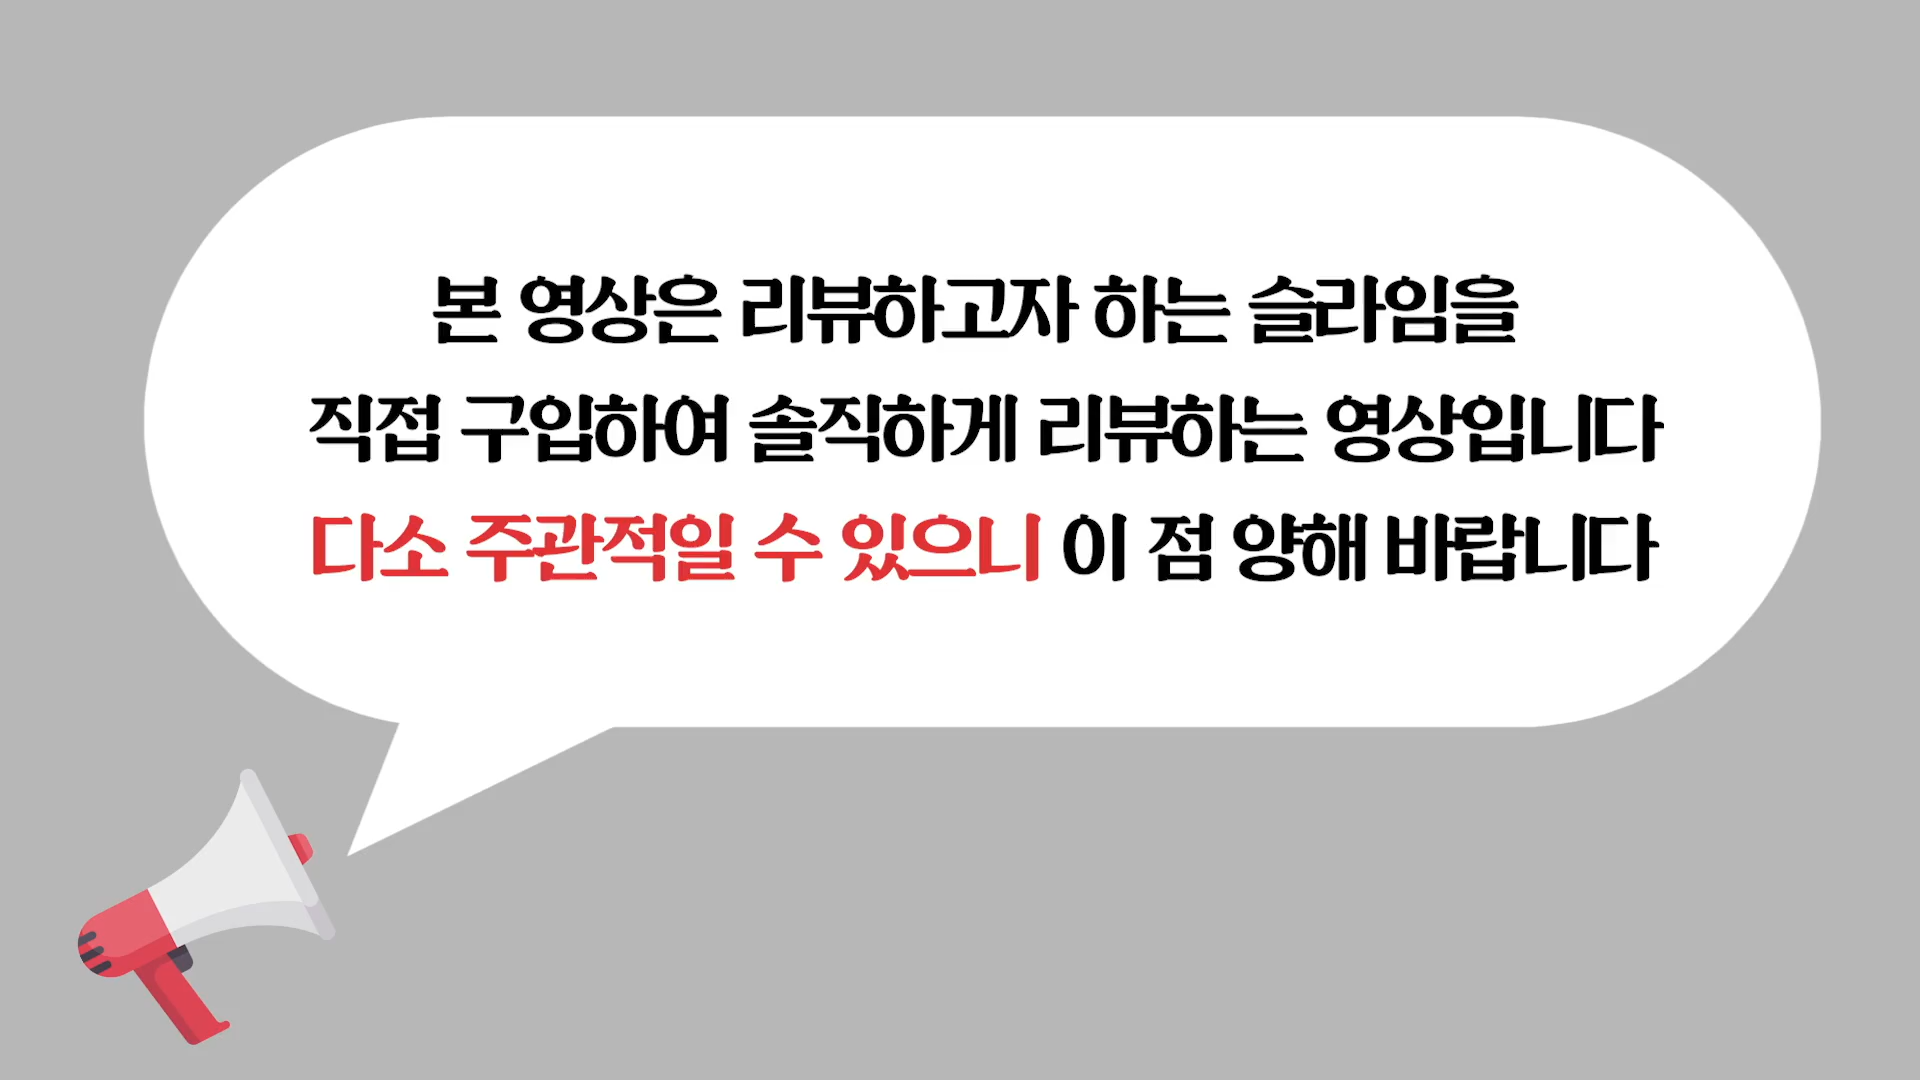 본 영상은 리뷰하고자 하는 슬라임을
직접 구입하여 솔직하게 리뷰하는 영상입니다
다소 주관적일 수 있으니 이 점 양해 바랍니다